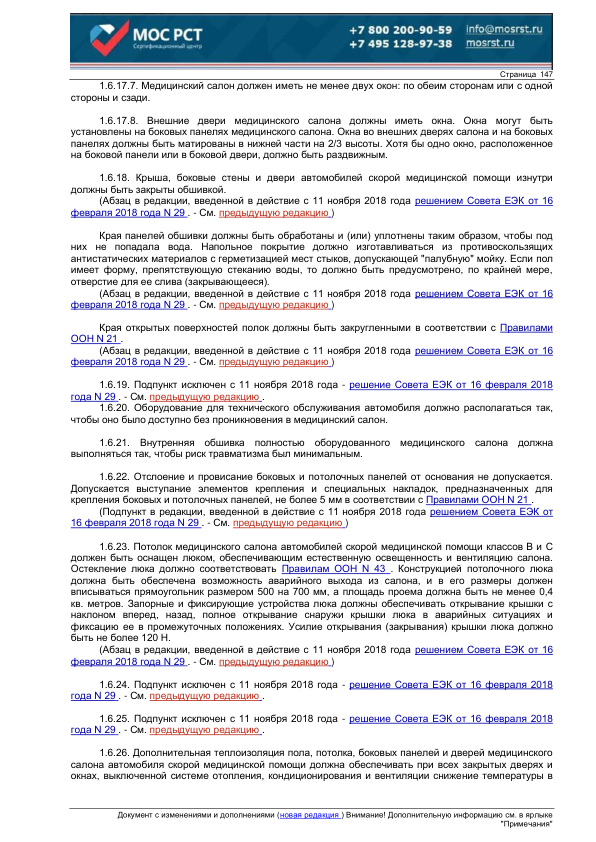 МОС РСТ
Сертификационный центр
+7 800 200-90-59 info@mosrst.ru
+7 495 128-97-38 mosrst.ru
Страница 147
1.6.17.7. Медицинский салон должен иметь не менее двух окон: по обеим сторонам или с одной
стороны и сзади.
1.6.17.8. Внешние двери медицинского салона должны иметь окна. Окна могут быть
установлены на боковых панелях медицинского салона. Окна во внешних дверях салона и на боковых
панелях должны быть матированы в нижней части на 2/3 высоты. Хотя бы одно окно, расположенное
на боковой панели или в боковой двери, должно быть раздвижным.
1.6.18. Крыша, боковые стены и двери автомобилей скорой медицинской помощи изнутри
должны быть закрыты обшивкой.
(Абзац в редакции, введенной в действие с 11 ноября 2018 года решением Совета ЕЭК от 16
февраля 2018 года N 29 . - См. предыдущую редакцию )
Края панелей обшивки должны быть обработаны и (или) уплотнены таким образом, чтобы под
них не попадала вода. Напольное покрытие должно изготавливаться из противоскользящих
антистатических материалов с герметизацией мест стыков, допускающей "палубную" мойку. Если пол
имеет форму, препятствующую стеканию воды, то должно быть предусмотрено, по крайней мере,
отверстие для ее слива (закрывающееся).
(Абзац в редакции, введенной в действие с 11 ноября 2018 года решением Совета ЕЭК от 16
февраля 2018 года N 29 . - См. предыдущую редакцию )
Края открытых поверхностей полок должны быть закругленными в соответствии с Правилами
ООН N 21 .
(Абзац в редакции, введенной в действие с 11 ноября 2018 года решением Совета ЕЭК от 16
февраля 2018 года N 29 . - См. предыдущую редакцию )
1.6.19. Подпункт исключен с 11 ноября 2018 года - решение Совета ЕЭК от 16 февраля 2018
года N 29 . - См. предыдущую редакцию .
1.6.20. Оборудование для технического обслуживания автомобиля должно располагаться так,
чтобы оно было доступно без проникновения в медицинский салон.
1.6.21. Внутренняя обшивка полностью оборудованного медицинского салона должна
выполняться так, чтобы риск травматизма был минимальным.
1.6.22. Отслоение и провисание боковых и потолочных панелей от основания не допускается.
Допускается выступание элементов крепления и специальных накладок, предназначенных для
крепления боковых и потолочных панелей, не более 5 мм в соответствии с Правилами ООН N 21 .
(Подпункт в редакции, введенной в действие с 11 ноября 2018 года решением Совета ЕЭК от
16 февраля 2018 года N 29 . - См. предыдущую редакцию )
1.6.23. Потолок медицинского салона автомобилей скорой медицинской помощи классов В и С
должен быть оснащен люком, обеспечивающим естественную освещенность и вентиляцию салона.
Остекление люка должно соответствовать Правилам ООН N 43 . Конструкцией потолочного люка
должна быть обеспечена возможность аварийного выхода из салона, и в его размеры должен
вписываться прямоугольник размером 500 на 700 мм, а площадь проема должна быть не менее 0,4
кв. метров. Запорные и фиксирующие устройства люка должны обеспечивать открывание крышки с
наклоном вперед, назад, полное открывание снаружи крышки люка в аварийных ситуациях и
фиксацию ее в промежуточных положениях. Усилие открывания (закрывания) крышки люка должно
быть не более 120 Н.
(Абзац в редакции, введенной в действие с 11 ноября 2018 года решением Совета ЕЭК от 16
февраля 2018 года N 29 . - См. предыдущую редакцию )
1.6.24. Подпункт исключен с 11 ноября 2018 года - решение Совета ЕЭК от 16 февраля 2018
года N 29 . - См. предыдущую редакцию .
1.6.25. Подпункт исключен с 11 ноября 2018 года - решение Совета ЕЭК от 16 февраля 2018
года N 29 . - См. предыдущую редакцию .
1.6.26. Дополнительная теплоизоляция пола, потолка, боковых панелей и дверей медицинского
салона автомобиля скорой медицинской помощи должна обеспечивать при всех закрытых дверях и
окнах, выключенной системе отопления, кондиционирования и вентиляции снижение температуры в
Документ с изменениями и дополнениями (новая редакция ) Внимание! Дополнительную информацию см. в ярлыке
"Примечания"